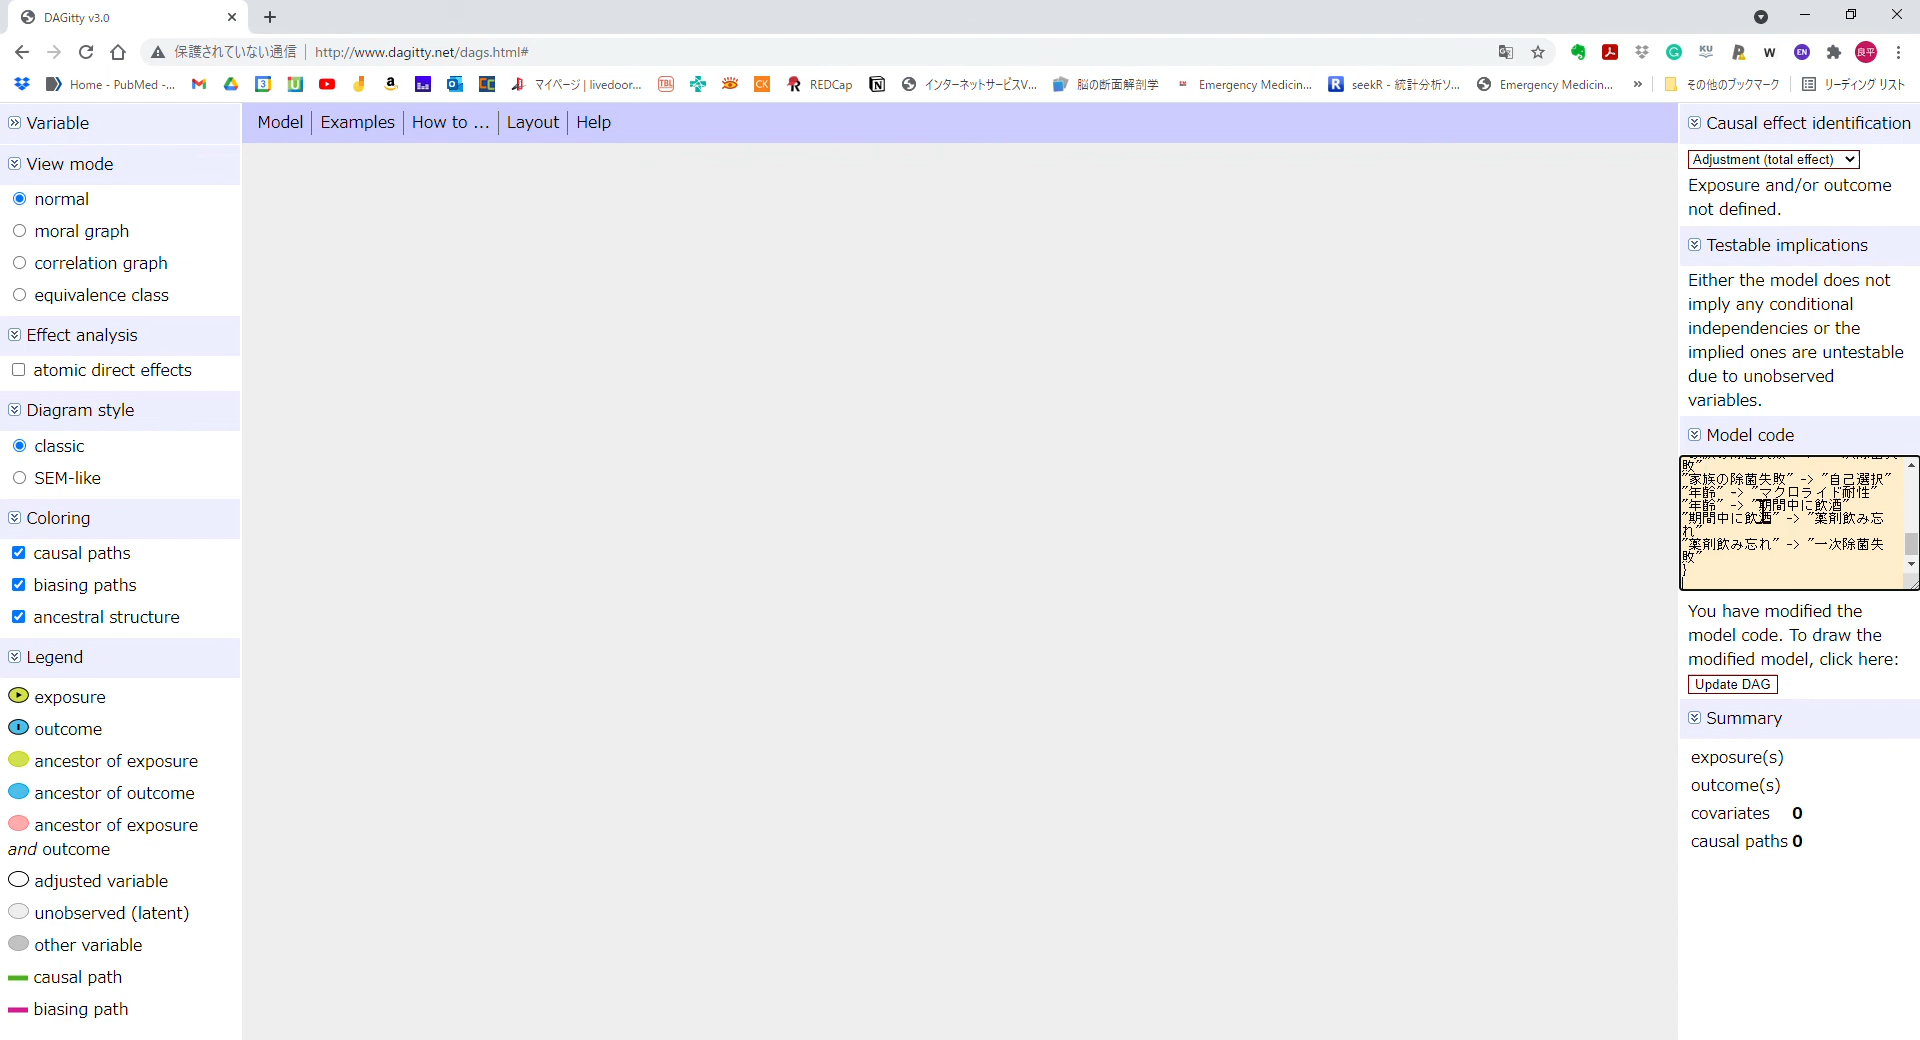 DAGitty v3.0
保護されていない通信
http://www.dagitty.net/dags.html#
Home - PubMed -...
マイページ | livedoor...
REDCap
インターネットサービスV...
脳の断面解剖学
Emergency Medicin...
seekR - 統計分析ソ...
Emergency Medicin...
その他のブックマーク
リーディング リスト
Model
Examples
How to ...
Layout
Help
Variable
View mode
normal
moral graph
correlation graph
equivalence class
Effect analysis
atomic direct effects
Diagram style
classic
SEM-like
Coloring
causal paths
biasing paths
ancestral structure
Legend
exposure
outcome
ancestor of exposure
ancestor of outcome
ancestor of exposure
and outcome
adjusted variable
unobserved (latent)
other variable
causal path
biasing path
Causal effect identification
Adjustment (total effect)
Exposure and/or outcome
not defined.
Testable implications
Either the model does not
imply any conditional
independencies or the
implied ones are untestable
due to unobserved
variables.
Model code
敗"
"家族の除菌失敗" -> "自己選択"
"年齢" -> "マクロライド耐性"
"年齢" -> "期間中に飲酒"
"期間中に飲酒" -> "薬剤飲み忘
れ"
"薬剤飲み忘れ" -> "一次除菌失
敗"
}
You have modified the
model code. To draw the
modified model, click here:
Update DAG
Summary
exposure(s)
outcome(s)
covariates 0
causal paths 0